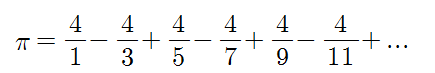 π = 4/1 − 4/3 + 4/5 − 4/7 + 4/9 − 4/11 + ...